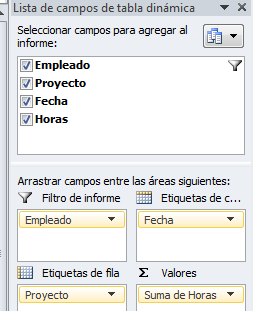 Lista de campos de tabla dinámica
Seleccionar campos para agregar al
informe:
Empleado
Proyecto
Fecha
Horas
Arrastrar campos entre las áreas siguientes:
Filtro de informe
Etiquetas de c...
Empleado
Fecha
Etiquetas de fila
Σ Valores
Proyecto
Suma de Horas